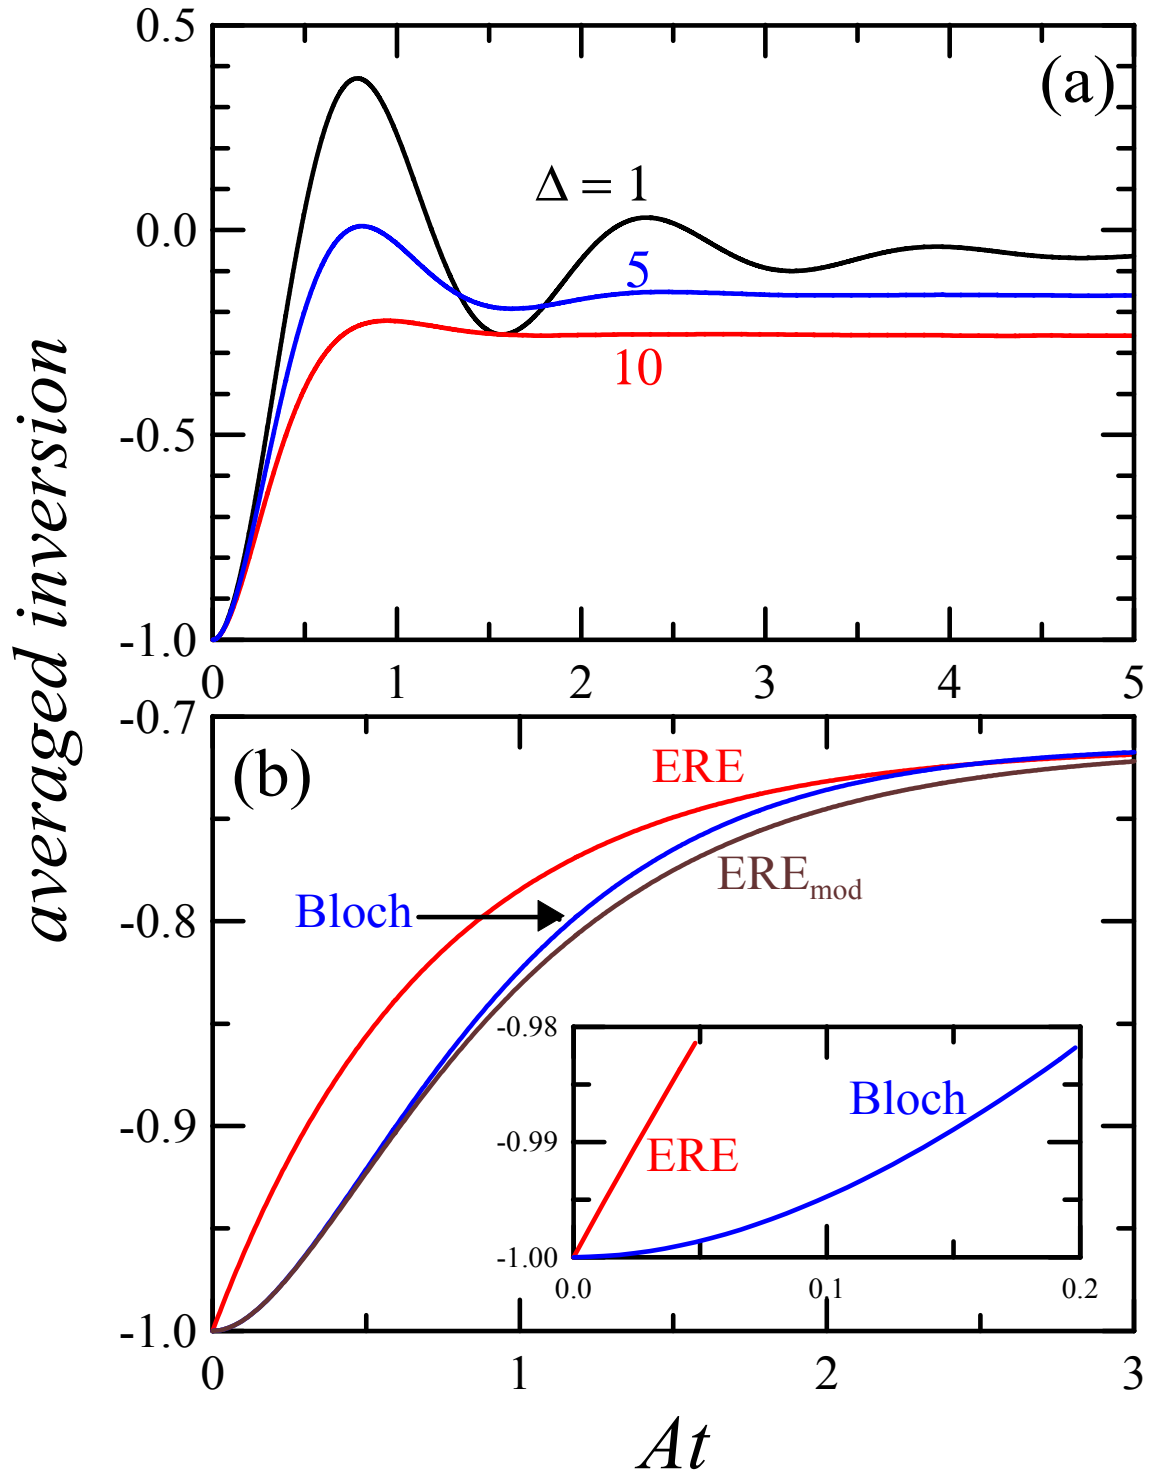 averaged inversion
0.5
0.0
-0.5
-1.0
(a)
Δ = 1
5
10
0 1 2 3 4 5
-0.7
-0.8
-0.9
-1.0
(b)
ERE
Bloch
ERE_mod
-0.98
-0.99
-1.00
Bloch
ERE
0.0 0.1 0.2
0 1 2 3
At